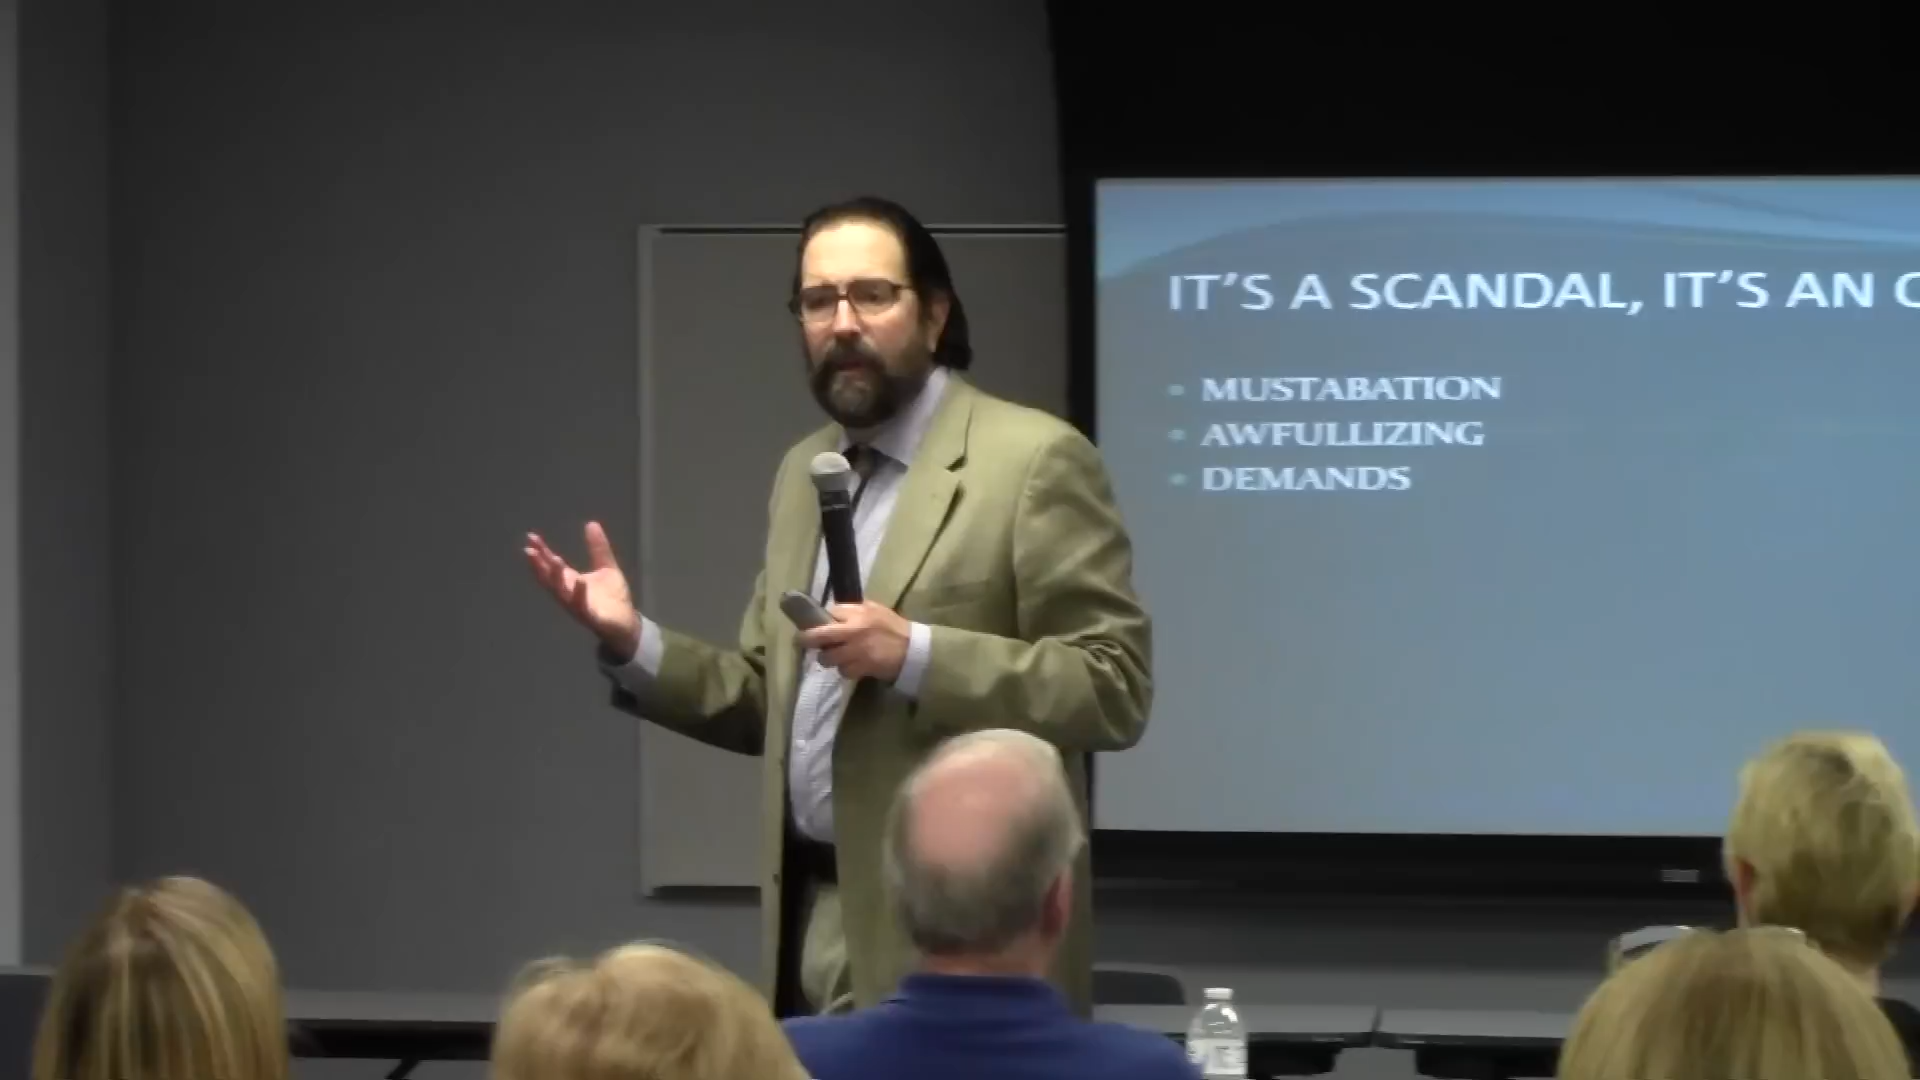 IT'S A SCANDAL, IT'S AN
MUSTABATION
AWFULLIZING
DEMANDS